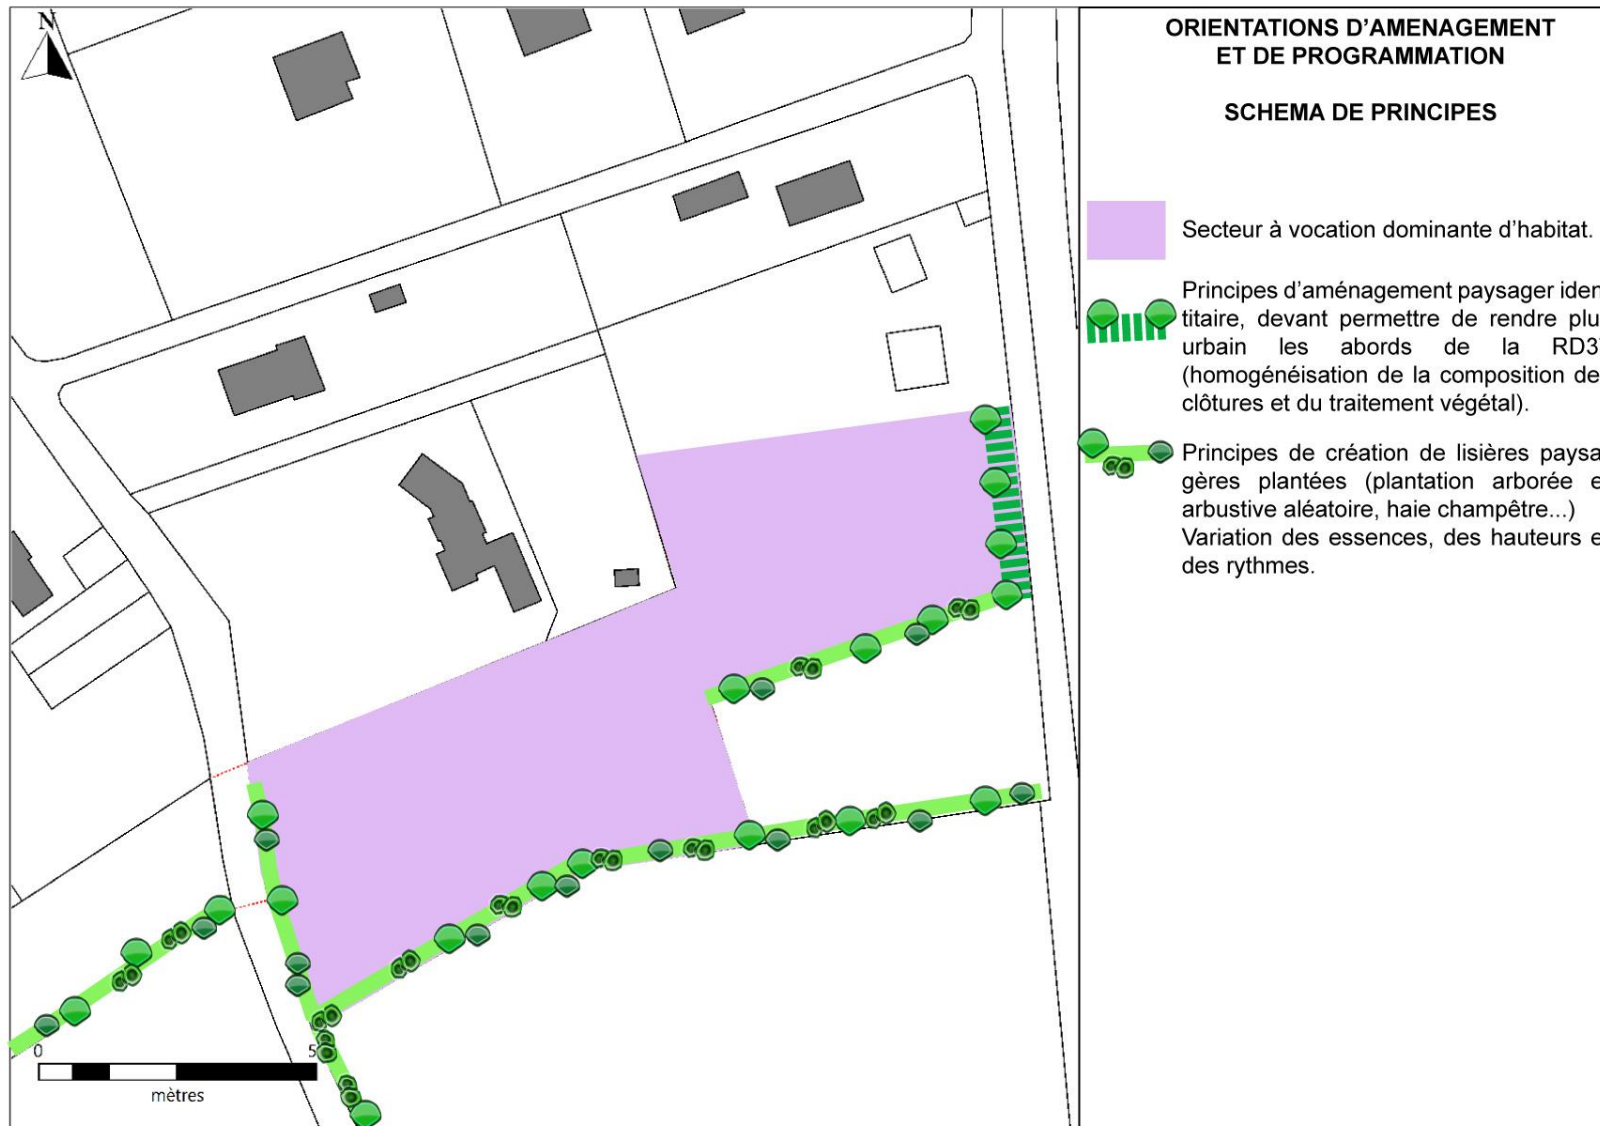 N
ORIENTATIONS D'AMENAGEMENT
ET DE PROGRAMMATION
SCHEMA DE PRINCIPES
Secteur à vocation dominante d'habitat.
Principes d'aménagement paysager iden
titaire, devant permettre de rendre plu
urbain les abords de la RD3
(homogénéisation de la composition de
clôtures et du traitement végétal).
Principes de création de lisières paysa
gères plantées (plantation arborée e
arbustive aléatoire, haie champêtre...)
Variation des essences, des hauteurs e
des rythmes.
0 5
mètres